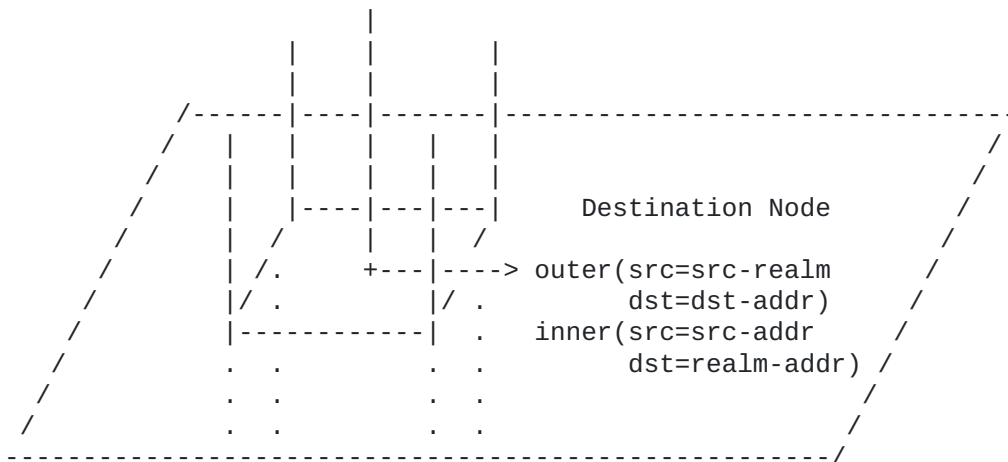 Destination Node
outer(src=src-realm
dst=dst-addr)
inner(src=src-addr
dst=realm-addr)